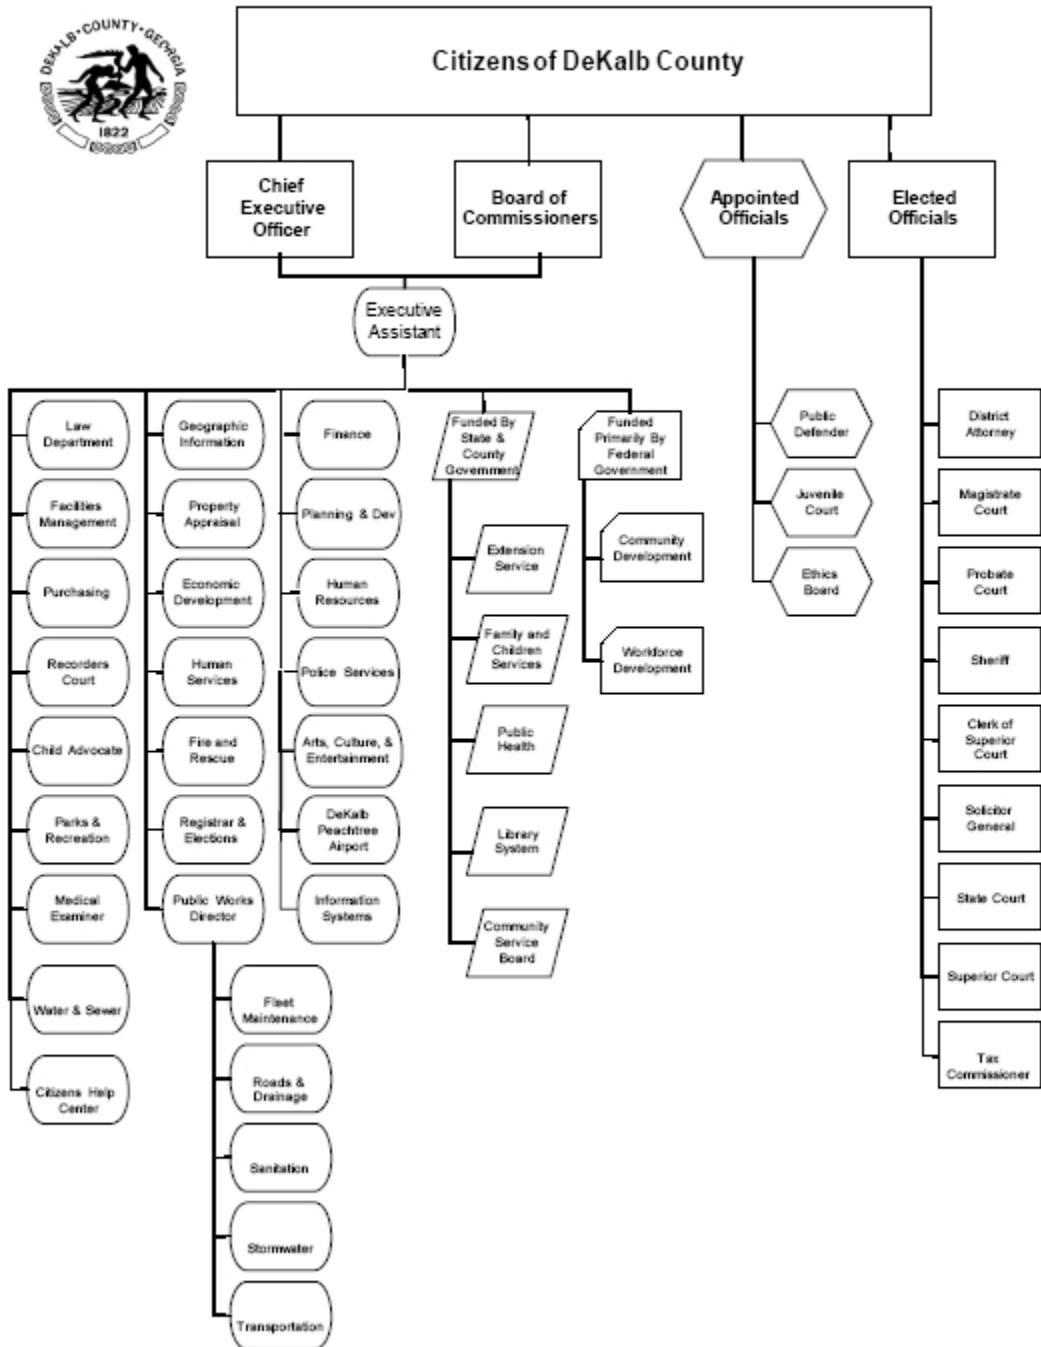 DEKALB·COUNTY·GEORGIA
1822
Citizens of DeKalb County
Chief
Executive
Officer
Board of
Commissioners
Appointed
Officials
Elected
Officials
Executive
Assistant
Law
Department
Facilities
Management
Purchasing
Recorders
Court
Child Advocate
Parks &
Recreation
Medical
Examiner
Water & Sewer
Citizens Help
Center
Geographic
Information
Property
Appraisal
Economic
Development
Human
Services
Fire and
Rescue
Registrar &
Elections
Public Works
Director
Fleet
Maintenance
Roads &
Drainage
Sanitation
Stormwater
Transportation
Finance
Planning & Dev
Human
Resources
Police Services
Arts, Culture, &
Entertainment
DeKalb
Peachtree
Airport
Information
Systems
Funded By
State &
County
Government
Extension
Service
Family and
Children
Services
Public
Health
Library
System
Community
Service
Board
Funded
Primarily By
Federal
Government
Community
Development
Workforce
Development
Public
Defender
Juvenile
Court
Ethics
Board
District
Attorney
Magistrate
Court
Probate
Court
Sheriff
Clerk of
Superior
Court
Solicitor
General
State Court
Superior Court
Tax
Commissioner